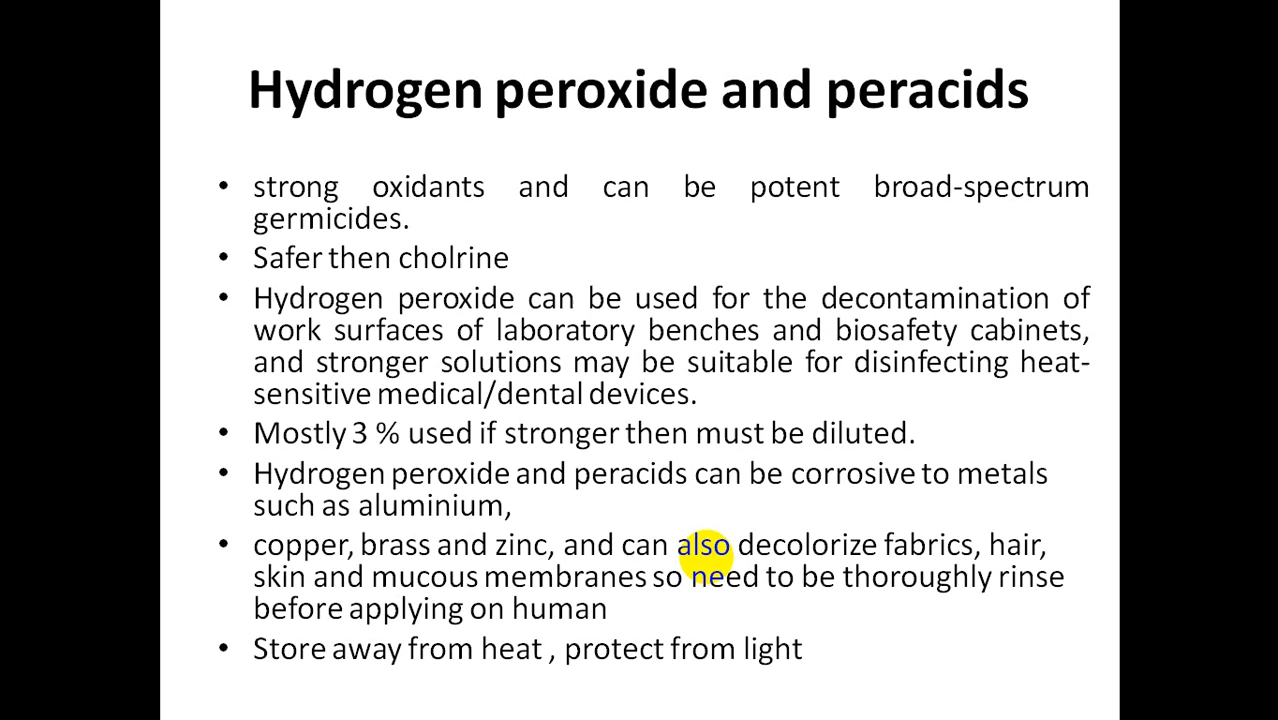 Hydrogen peroxide and peracids
• strong oxidants and can be potent broad-spectrum
germicides.
• Safer then cholrine
• Hydrogen peroxide can be used for the decontamination of
work surfaces of laboratory benches and biosafety cabinets,
and stronger solutions may be suitable for disinfecting heat-
sensitive medical/dental devices.
• Mostly 3 % used if stronger then must be diluted.
• Hydrogen peroxide and peracids can be corrosive to metals
such as aluminium,
• copper, brass and zinc, and can also decolorize fabrics, hair,
skin and mucous membranes so need to be thoroughly rinse
before applying on human
• Store away from heat , protect from light